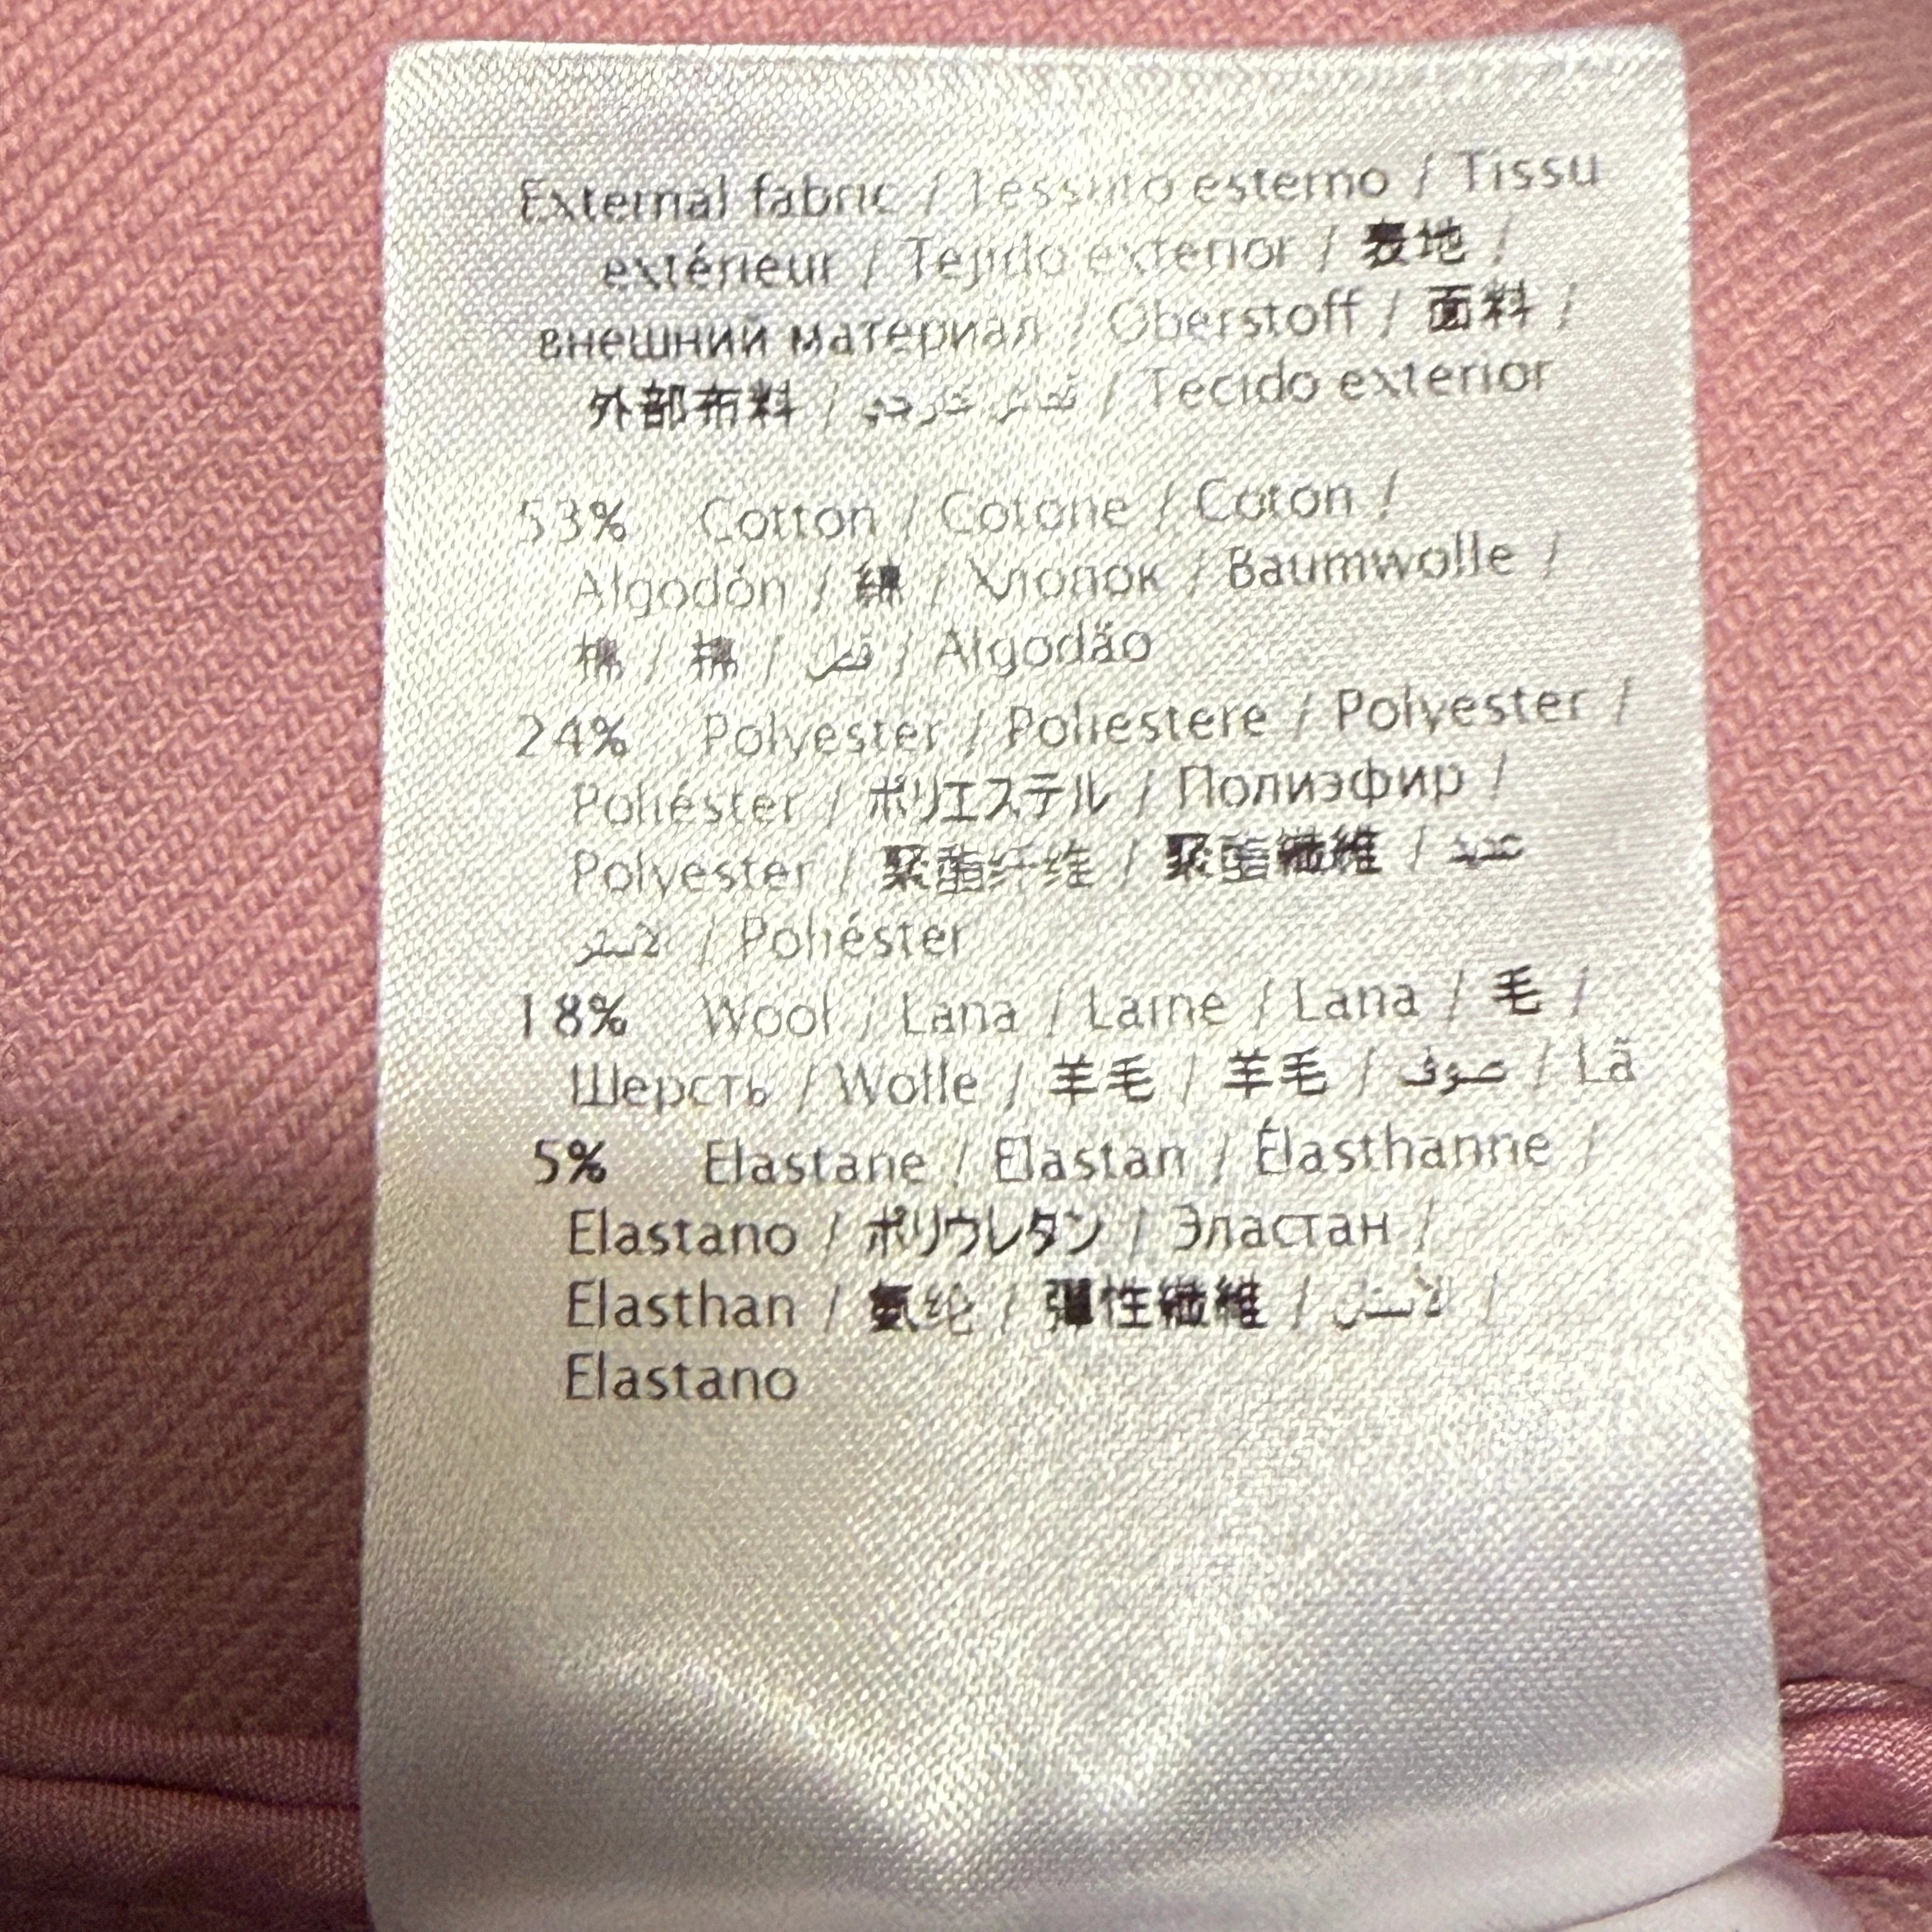 External fabric / Tessuto esterno / Tissu
extérieur / Tejido exterior / 表地 /
внешний материал / Oberstoff / 面料 /
外部布料 / قماش خارجي / Tecido exterior
53% Cotton / Cotone / Coton /
Algodón / 綿 / Хлопок / Baumwolle /
棉 / 棉 / قطن / Algodão
24% Polyester / Poliestere / Polyester /
Poliéster / ポリエステル / Полиэфир /
Polyester / 聚酯纤维 / 聚酯纖維 / عديد
الاستر / Poliéster
18% Wool / Lana / Laine / Lana / 毛 /
Шерсть / Wolle / 羊毛 / 羊毛 / صوف / Lã
5% Elastane / Elastan / Élasthanne /
Elastano / ポリウレタン / Эластан /
Elasthan / 氨纶 / 彈性纖維 / /
Elastano